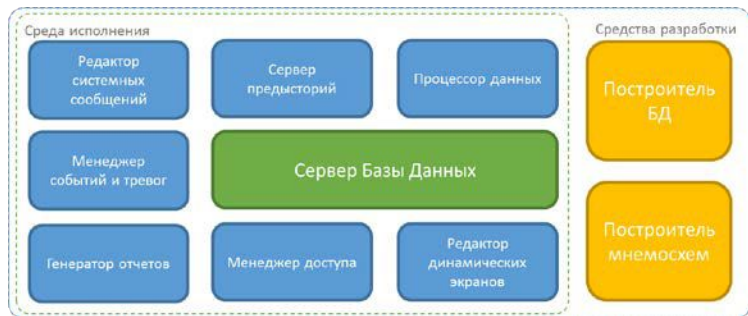 Среда исполнения
Средства разработки
Редактор
системных
сообщений
Сервер
предысторий
Процессор данных
Построитель
БД
Менеджер
событий и тревог
Сервер Базы Данных
Генератор отчетов
Менеджер доступа
Редактор
динамических
экранов
Построитель
мнемосхем